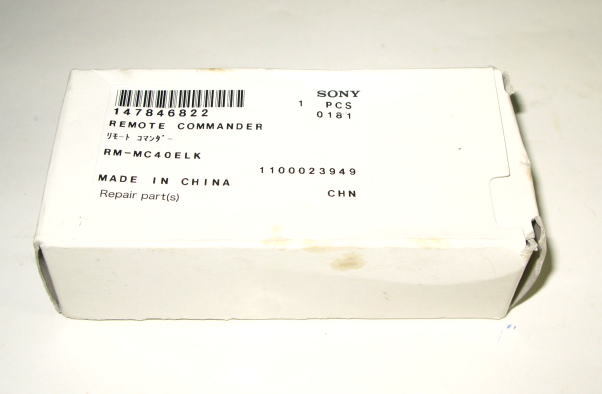 SONY
1 PCS
147846822
0181
REMOTE COMMANDER
リモート コマンダ゛ー
RM-MC40ELK
1100023949
MADE IN CHINA
Repair part(s)
CHN